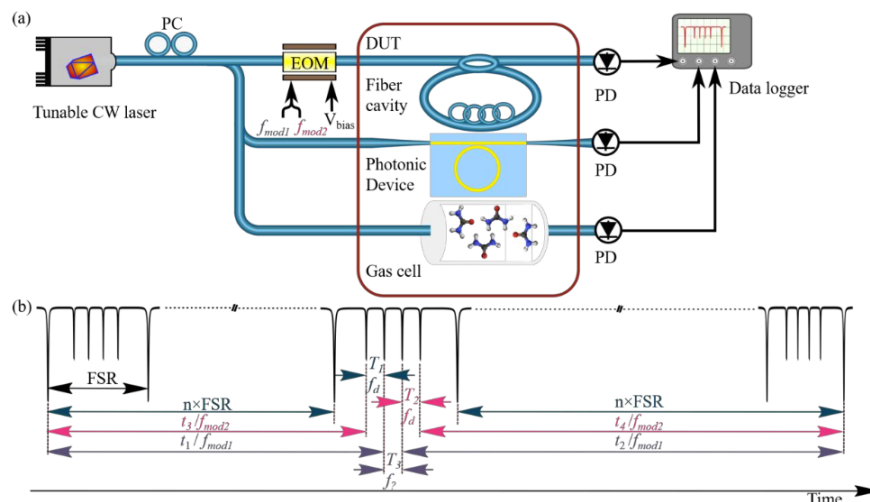 (a)
PC
Tunable CW laser
EOM
f_mod1 f_mod2
V_bias
DUT
Fiber
cavity
Photonic
Device
Gas cell
PD
PD
PD
Data logger
(b)
FSR
n×FSR
t_3/f_mod2
t_1/f_mod1
T_1
f_d
T_2
f_d
T_3
f_?
n×FSR
t_4/f_mod2
t_2/f_mod1
Time